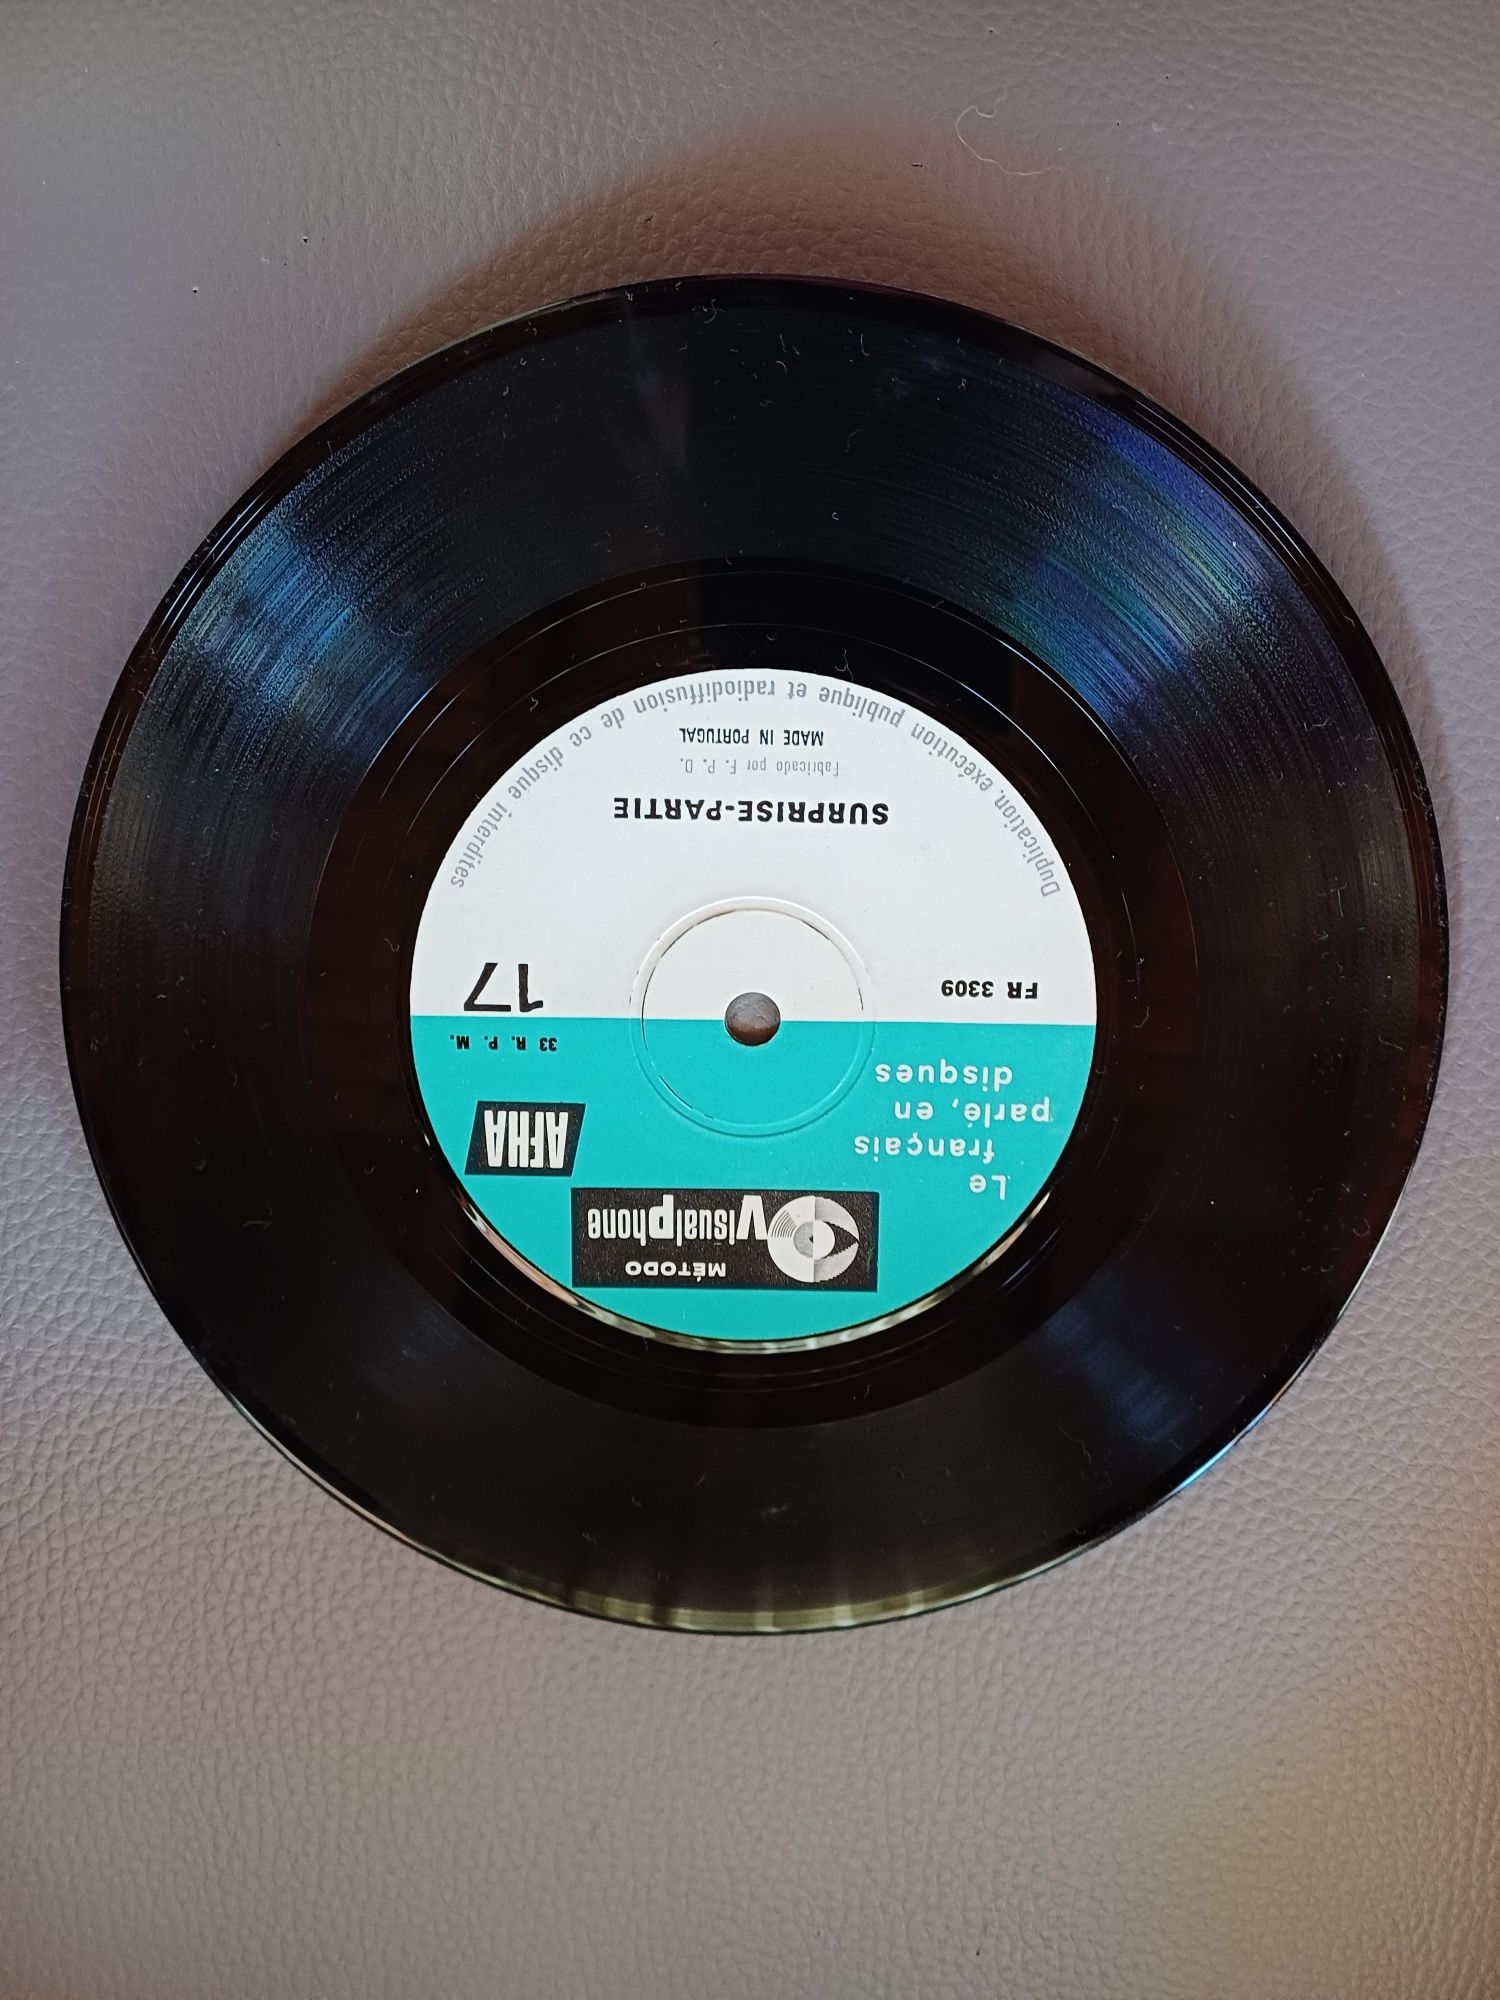 MÉTODO
Visualphone
Le
français
parlé, en
disques
AFHA
33 R. P. M.
FR 3309
17
SURPRISE-PARTIE
Fabricado por F. P. D.
MADE IN PORTUGAL
Duplication, exécution publique et radiodiffusion de ce disque interdites